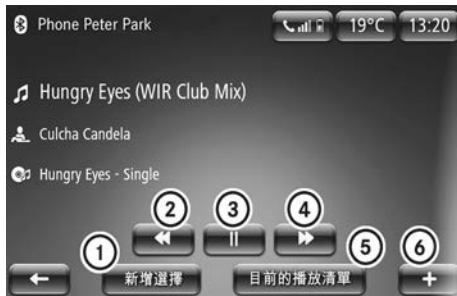 Phone Peter Park 19°C 13:20
Hungry Eyes (WIR Club Mix)
Culcha Candela
Hungry Eyes - Single
2 3 4
1 5 6
新增選擇 目前的播放清單 +